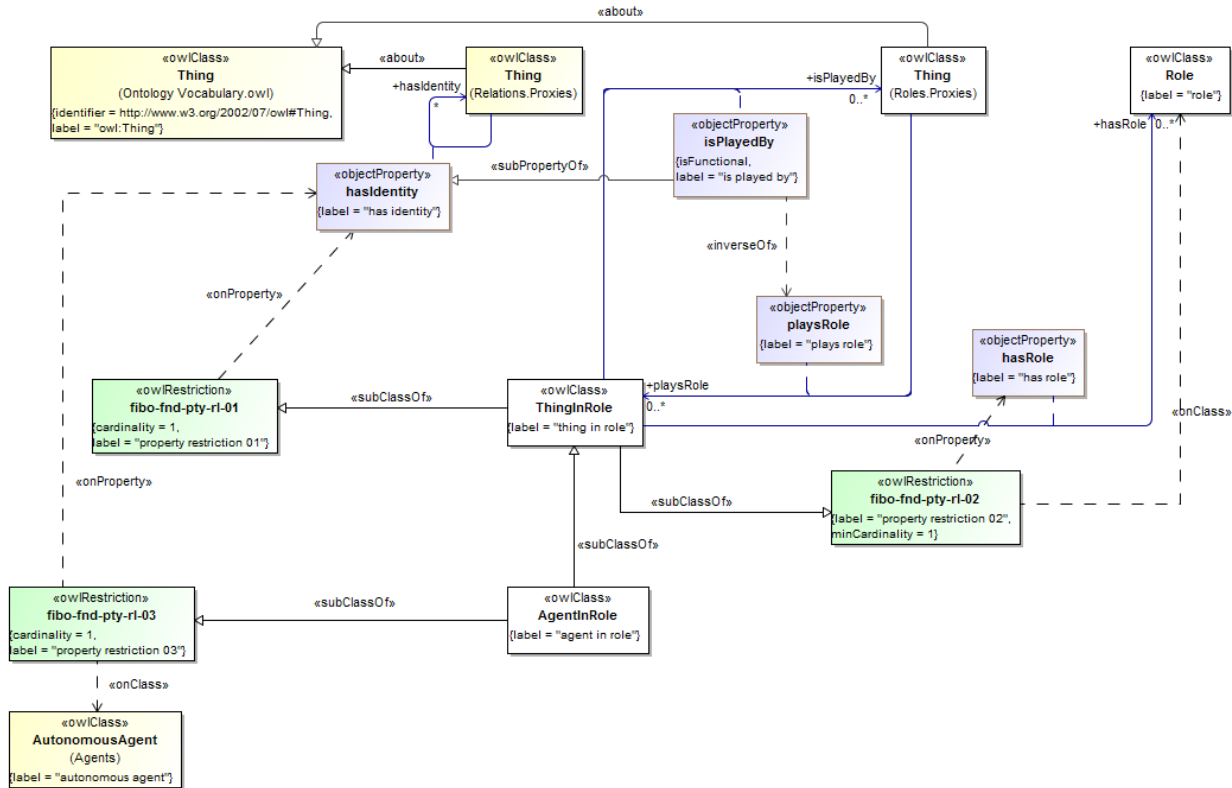 «about»
«owlClass»
Thing
(Ontology Vocabulary.owl)
{identifier = http://www.w3.org/2002/07/owl#Thing,
label = "owl:Thing"}
«about»
«owlClass»
Thing
(Relations.Proxies)
+hasIdentity
*
«owlClass»
Thing
(Roles.Proxies)
+isPlayedBy
0..*
«owlClass»
Role
{label = "role"}
+hasRole
0..*
«objectProperty»
isPlayedBy
{isFunctional,
label = "is played by"}
«subPropertyOf»
«objectProperty»
hasIdentity
{label = "has identity"}
«inverseOf»
«onProperty»
«objectProperty»
playsRole
{label = "plays role"}
«objectProperty»
hasRole
{label = "has role"}
«onClass»
«owlRestriction»
fibo-fnd-pty-rl-01
{cardinality = 1,
label = "property restriction 01"}
«subClassOf»
«owlClass»
ThingInRole
{label = "thing in role"}
+playsRole
0..*
«onProperty»
«onProperty»
«subClassOf»
«owlRestriction»
fibo-fnd-pty-rl-02
{label = "property restriction 02",
minCardinality = 1}
«subClassOf»
«owlRestriction»
fibo-fnd-pty-rl-03
{cardinality = 1,
label = "property restriction 03"}
«subClassOf»
«owlClass»
AgentInRole
{label = "agent in role"}
«onClass»
«owlClass»
AutonomousAgent
(Agents)
{label = "autonomous agent"}